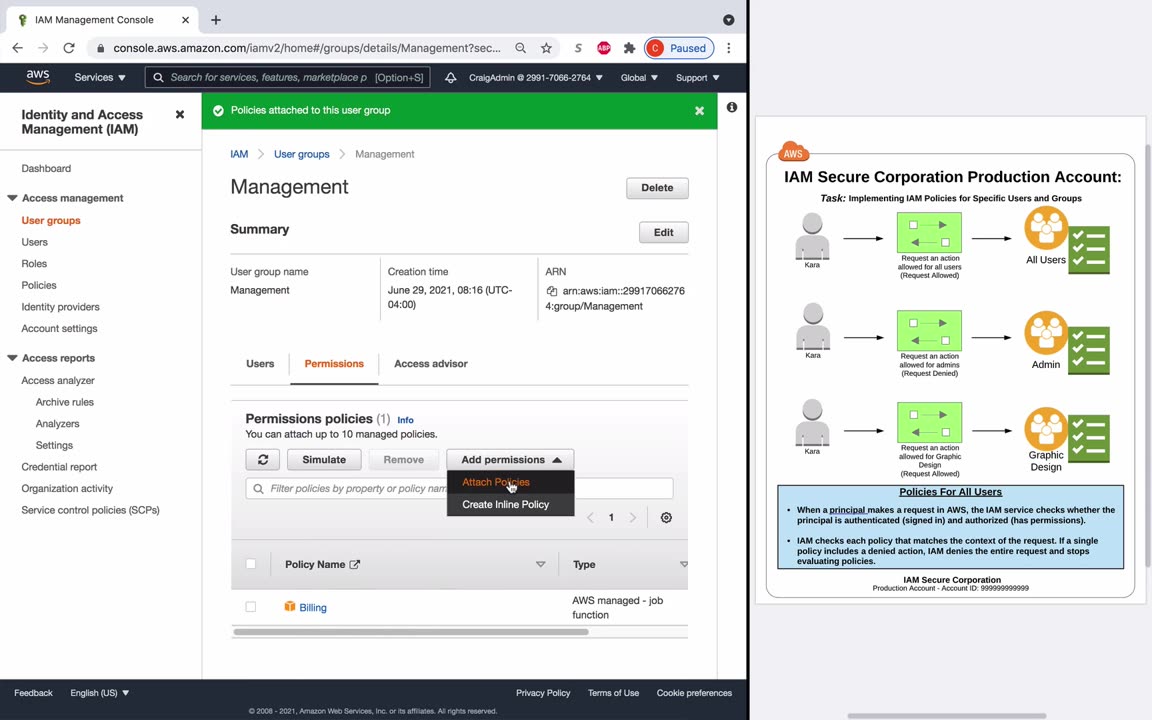 IAM Management Console
console.aws.amazon.com/iamv2/home#/groups/details/Management?sec...
S
ABP
C Paused
aws
Services
Search for services, features, marketplace p [Option+S]
CraigAdmin @ 2991-7066-2764
Global
Support
Identity and Access
Management (IAM)
Dashboard
Access management
User groups
Users
Roles
Policies
Identity providers
Account settings
Access reports
Access analyzer
Archive rules
Analyzers
Settings
Credential report
Organization activity
Service control policies (SCPs)
Policies attached to this user group
IAM
User groups
Management
Management
Delete
Summary
Edit
User group name
Management
Creation time
June 29, 2021, 08:16 (UTC-
04:00)
ARN
arn:aws:iam::29917066276
4:group/Management
Users
Permissions
Access advisor
Permissions policies (1) Info
You can attach up to 10 managed policies.
Simulate
Remove
Add permissions
Attach Policies
Create Inline Policy
Filter policies by property or policy nam
1
Policy Name
Type
Billing
AWS managed - job
function
Feedback
English (US)
Privacy Policy
Terms of Use
Cookie preferences
© 2008 - 2021, Amazon Web Services, Inc. or its affiliates. All rights reserved.
AWS
IAM Secure Corporation Production Account:
Task: Implementing IAM Policies for Specific Users and Groups
Kara
Request an action
allowed for all users
(Request Allowed)
All Users
Kara
Request an action
allowed for admins
(Request Denied)
Admin
Kara
Request an action
allowed for Graphic
Design
(Request Allowed)
Graphic
Design
Policies For All Users
• When a principal makes a request in AWS, the IAM service checks whether the
principal is authenticated (signed in) and authorized (has permissions).
• IAM checks each policy that matches the context of the request. If a single
policy includes a denied action, IAM denies the entire request and stops
evaluating policies.
IAM Secure Corporation
Production Account - Account ID: 999999999999